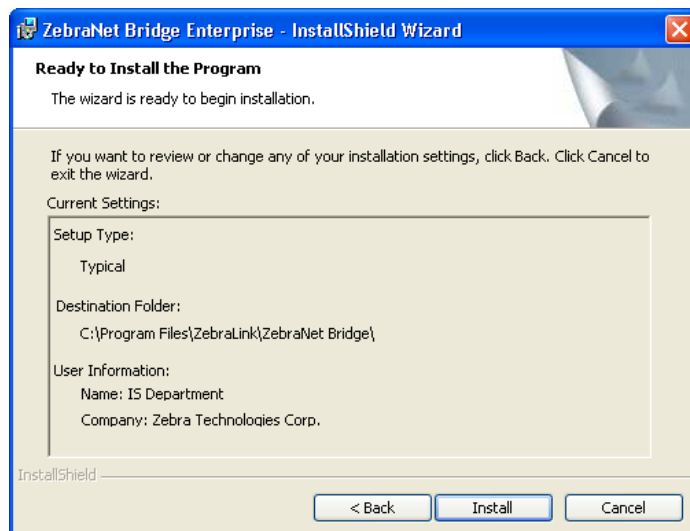 ZebraNet Bridge Enterprise - InstallShield Wizard
Ready to Install the Program
The wizard is ready to begin installation.
If you want to review or change any of your installation settings, click Back. Click Cancel to
exit the wizard.
Current Settings:
Setup Type:
Typical
Destination Folder:
C:\Program Files\ZebraLink\ZebraNet Bridge\
User Information:
Name: IS Department
Company: Zebra Technologies Corp.
InstallShield
< Back Install Cancel